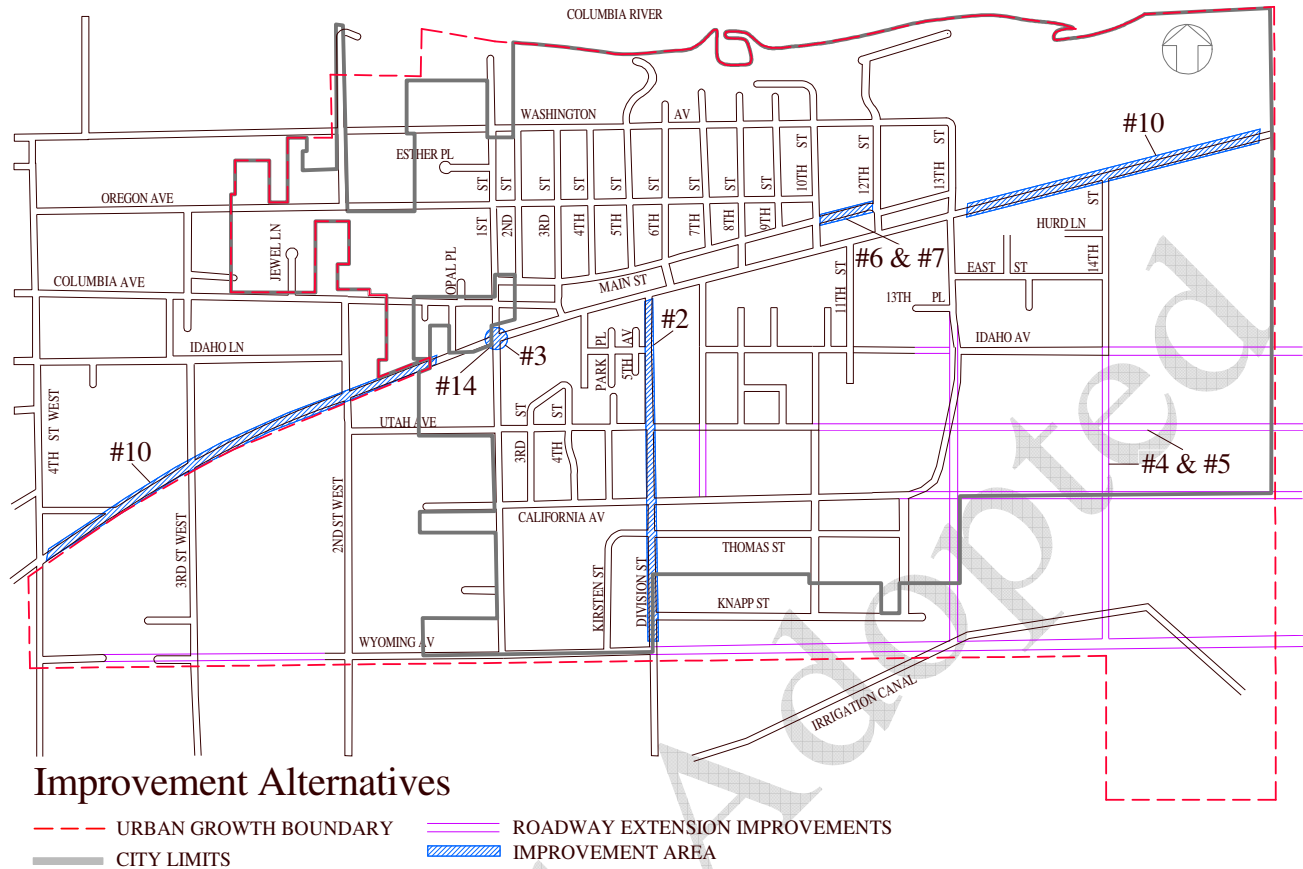 COLUMBIA RIVER
WASHINGTON AV
ESTHER PL
OREGON AVE
1ST ST
2ND ST
3RD ST
4TH ST
5TH ST
6TH ST
7TH ST
8TH ST
9TH ST
10TH ST
12TH ST
13TH ST
#10
HURD LN
14TH ST
#6 & #7
EAST ST
JEWEL LN
OPAL PL
COLUMBIA AVE
MAIN ST
11TH ST
13TH PL
#2
IDAHO LN
PARK PL
5TH AV
#3
IDAHO AV
#14
4TH ST WEST
UTAH AVE
3RD ST
4TH ST
#10
#4 & #5
2ND ST WEST
3RD ST WEST
CALIFORNIA AV
THOMAS ST
KIRSTEN ST
DIVISION ST
KNAPP ST
WYOMING AV
IRRIGATION CANAL
Adopted
Improvement Alternatives
URBAN GROWTH BOUNDARY
ROADWAY EXTENSION IMPROVEMENTS
CITY LIMITS
IMPROVEMENT AREA